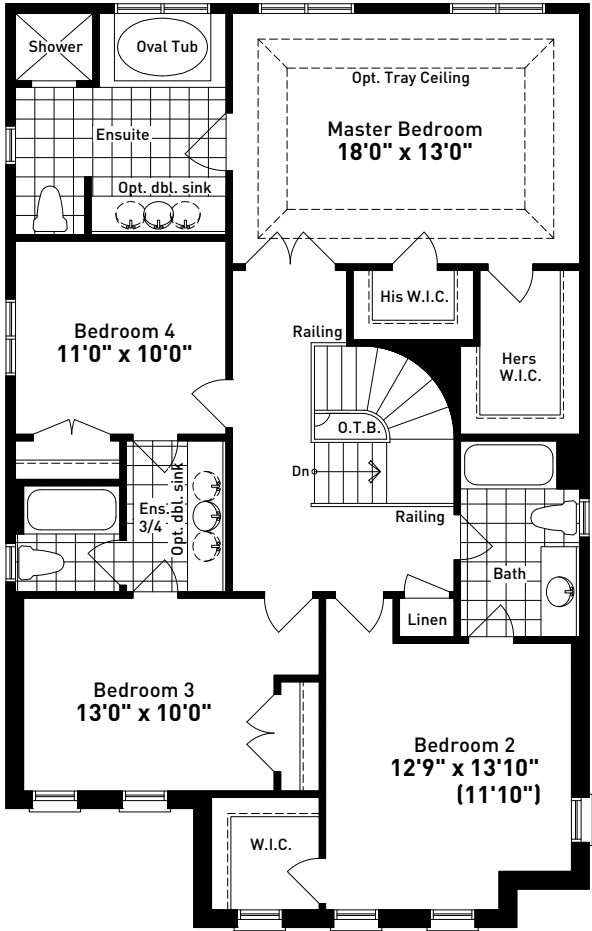 Shower
Oval Tub
Opt. Tray Ceiling
Master Bedroom
18'0" x 13'0"
Ensuite
Opt. dbl. sink
His W.I.C.
Hers
W.I.C.
Railing
Bedroom 4
11'0" x 10'0"
O.T.B.
Dn
Railing
Opt. dbl. sink
Ens.
3/4
Bath
Linen
Bedroom 3
13'0" x 10'0"
Bedroom 2
12'9" x 13'10"
(11'10")
W.I.C.